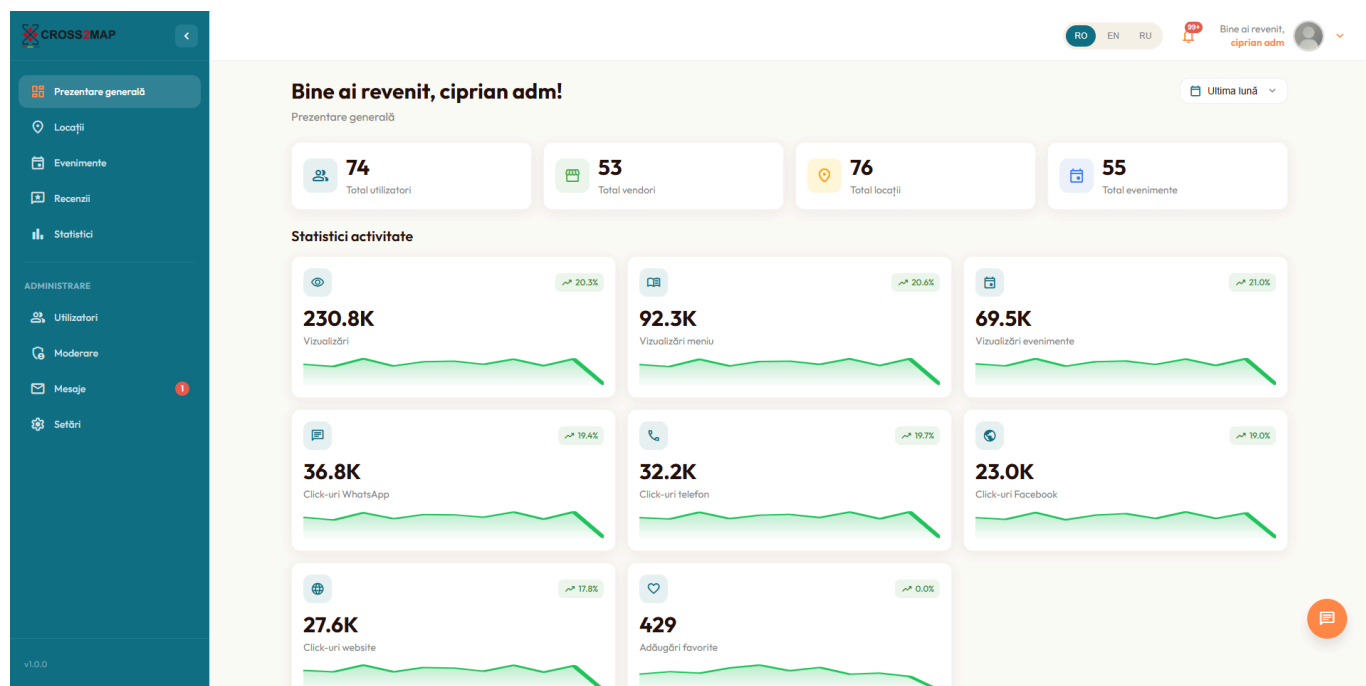 CROSS2MAP
RO EN RU
99+
Bine ai revenit,
ciprian adm
Prezentare generală
Locații
Evenimente
Recenzii
Statistici
ADMINISTRARE
Utilizatori
Moderare
Mesaje 1
Setări
v1.0.0
Bine ai revenit, ciprian adm!
Prezentare generală
Ultima lună
74
Total utilizatori
53
Total vendori
76
Total locații
55
Total evenimente
Statistici activitate
20.3%
230.8K
Vizualizări
20.6%
92.3K
Vizualizări meniu
21.0%
69.5K
Vizualizări evenimente
19.4%
36.8K
Click-uri WhatsApp
19.7%
32.2K
Click-uri telefon
19.0%
23.0K
Click-uri Facebook
17.8%
27.6K
Click-uri website
0.0%
429
Adăugări favorite